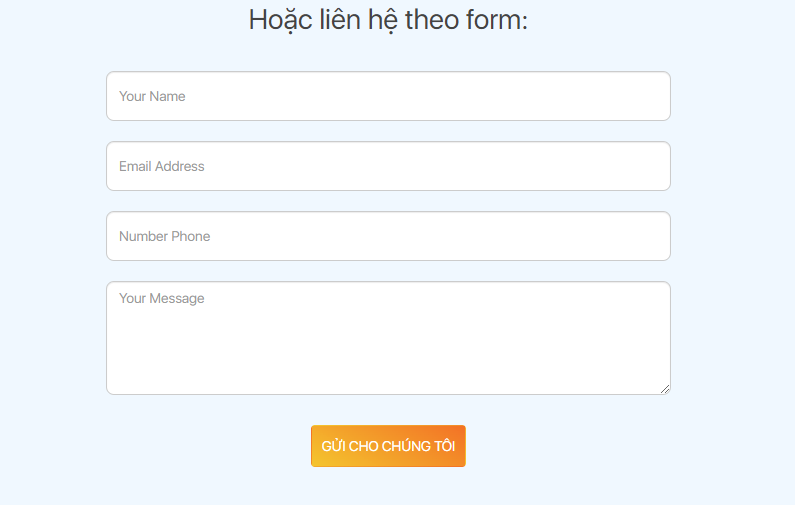 Hoặc liên hệ theo form:
Your Name
Email Address
Number Phone
Your Message
GỬI CHO CHÚNG TÔI